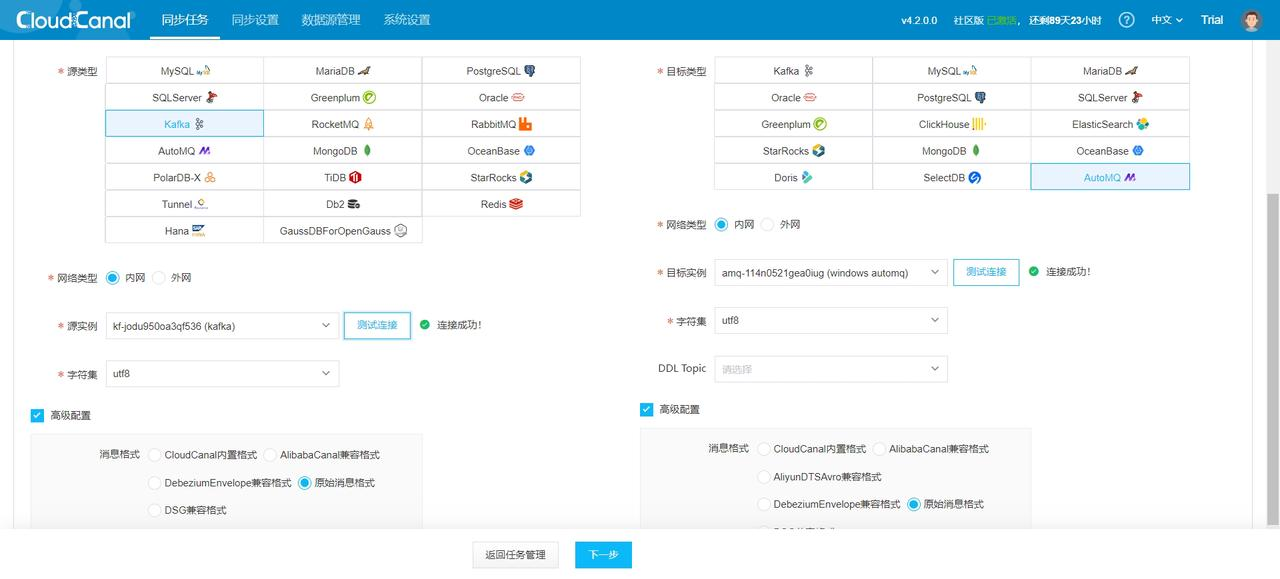 CloudCanal 同步任务 同步设置 数据源管理 系统设置 v4.2.0.0 社区版 已激活, 还剩89天23小时 ? 中文 Trial
* 源类型
MySQL MariaDB PostgreSQL
SQLServer Greenplum Oracle
Kafka RocketMQ RabbitMQ
AutoMQ MongoDB OceanBase
PolarDB-X TiDB StarRocks
Tunnel Db2 Redis
Hana GaussDBForOpenGauss
* 网络类型 内网 外网
* 源实例 kf-jodu950oa3qf536 (kafka) 测试连接 连接成功!
* 字符集 utf8
高级配置
消息格式 CloudCanal内置格式 AlibabaCanal兼容格式
DebeziumEnvelope兼容格式 原始消息格式
DSG兼容格式
* 目标类型
Kafka MySQL MariaDB
Oracle PostgreSQL SQLServer
Greenplum ClickHouse ElasticSearch
StarRocks MongoDB OceanBase
Doris SelectDB AutoMQ
* 网络类型 内网 外网
* 目标实例 amq-114n0521gea0iug (windows automq) 测试连接 连接成功!
* 字符集 utf8
DDL Topic 请选择
高级配置
消息格式 CloudCanal内置格式 AlibabaCanal兼容格式
AliyunDTSAvro兼容格式
DebeziumEnvelope兼容格式 原始消息格式
返回任务管理 下一步